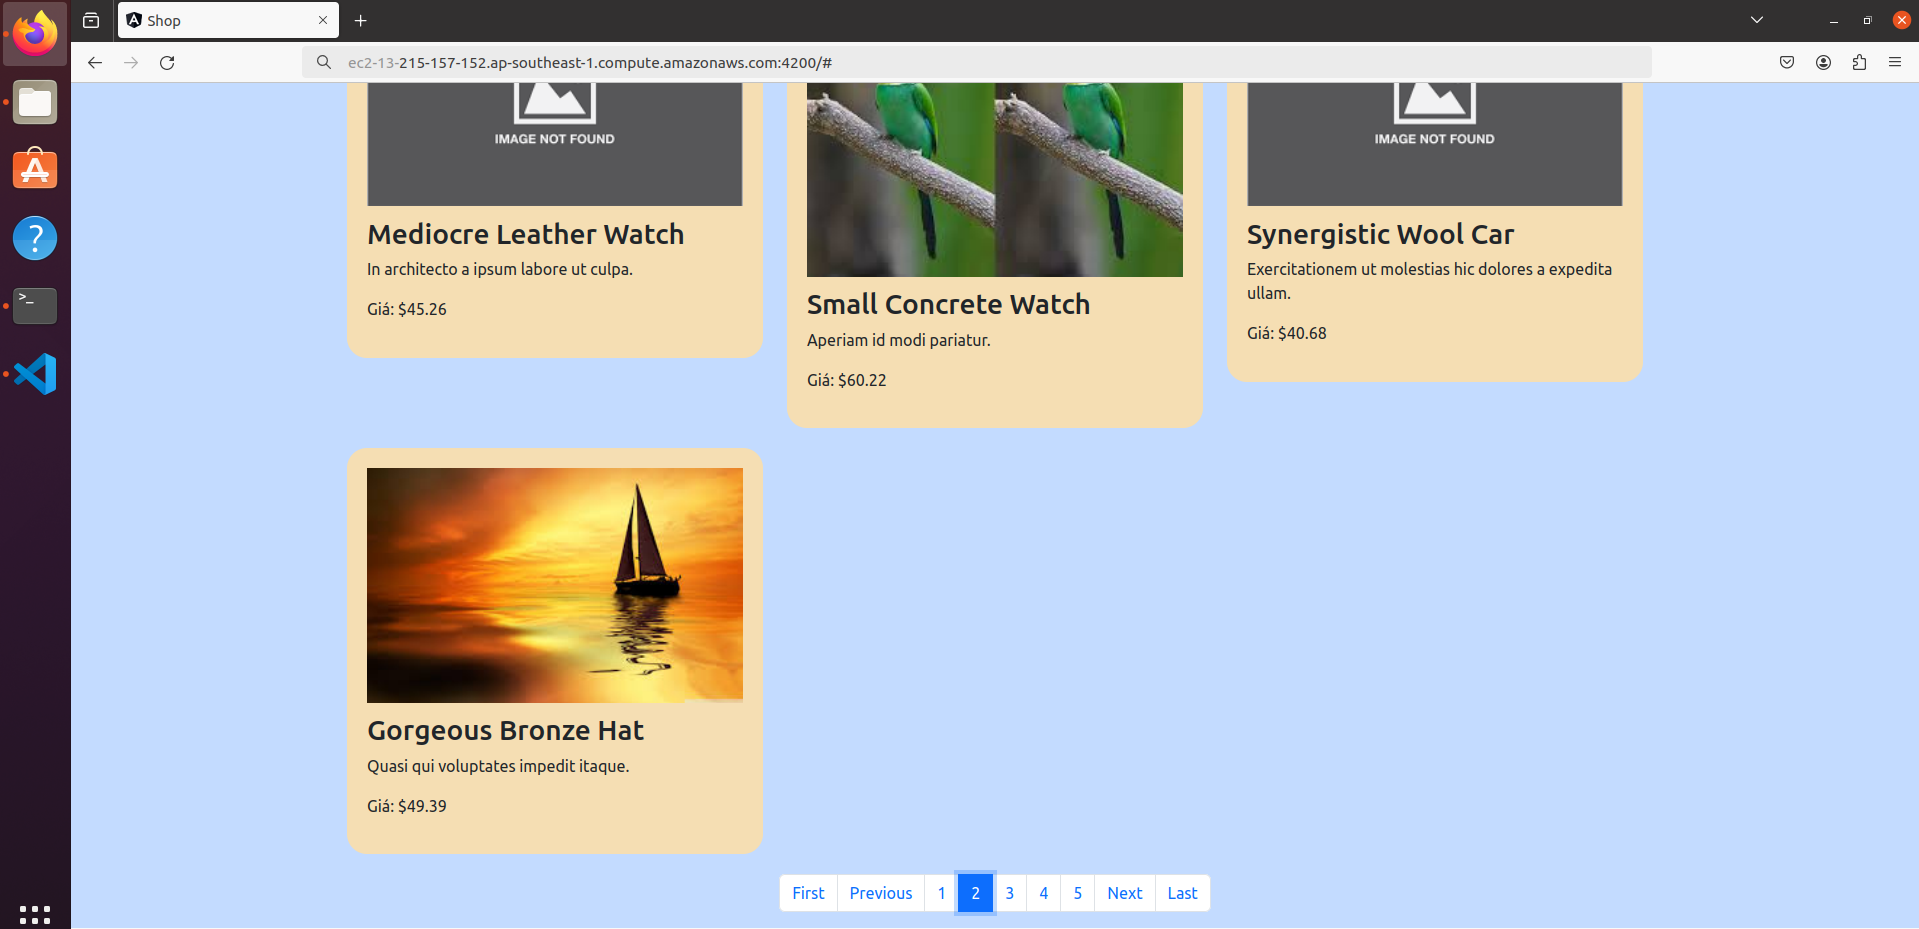 Shop
ec2-13-215-157-152.ap-southeast-1.compute.amazonaws.com:4200/#
IMAGE NOT FOUND
IMAGE NOT FOUND
Mediocre Leather Watch
In architecto a ipsum labore ut culpa.
Giá: $45.26
Small Concrete Watch
Aperiam id modi pariatur.
Giá: $60.22
Synergistic Wool Car
Exercitationem ut molestias hic dolores a expedita
ullam.
Giá: $40.68
Gorgeous Bronze Hat
Quasi qui voluptates impedit itaque.
Giá: $49.39
First Previous 1 2 3 4 5 Next Last